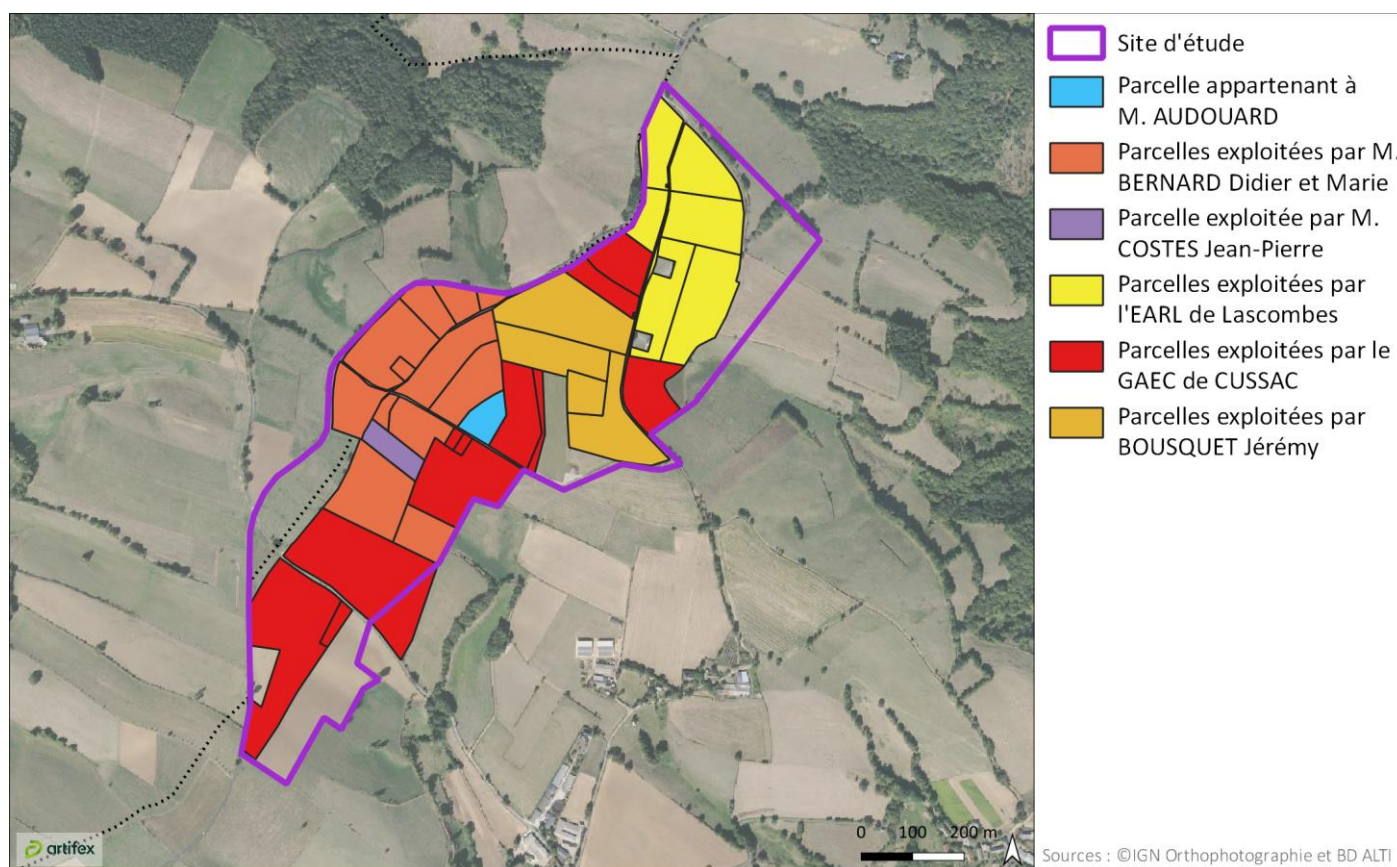 Site d'étude
Parcelle appartenant à
M. AUDOUARD
Parcelles exploitées par M.
BERNARD Didier et Marie
Parcelle exploitée par M.
COSTES Jean-Pierre
Parcelles exploitées par
l'EARL de Lascombes
Parcelles exploitées par le
GAEC de CUSSAC
Parcelles exploitées par
BOUSQUET Jérémy
0 100 200 m
artifex
Sources : ©IGN Orthophotographie et BD ALTI